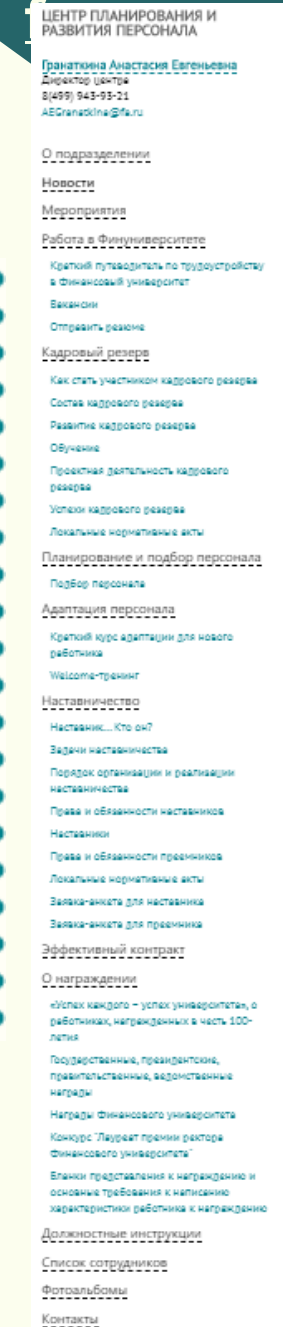 ЦЕНТР ПЛАНИРОВАНИЯ И
РАЗВИТИЯ ПЕРСОНАЛА
Гранаткина Анастасия Евгеньевна
Директор центра
8(499) 943-93-21
AEGranatkina@fa.ru
О подразделении
Новости
Мероприятия
Работа в Финуниверситете
Краткий путеводитель по трудоустройству
в Финансовый университет
Вакансии
Отправить резюме
Кадровый резерв
Как стать участником кадрового резерва
Состав кадрового резерва
Развитие кадрового резерва
Обучение
Проектная деятельность кадрового
резерва
Успехи кадрового резерва
Локальные нормативные акты
Планирование и подбор персонала
Подбор персонала
Адаптация персонала
Краткий курс адаптации для нового
работника
Welcome-тренинг
Наставничество
Наставник... Кто он?
Задачи наставничества
Порядок организации и реализации
наставничества
Права и обязанности наставников
Наставники
Права и обязанности преемников
Локальные нормативные акты
Заявка-анкета для наставника
Заявка-анкета для преемника
Эффективный контракт
О награждении
«Успех каждого – успех университета», о
работниках, награжденных в честь 100-
летия
Государственные, президентские,
правительственные, ведомственные
награды
Награды Финансового университета
Конкурс "Лауреат премии ректора
Финансового университета"
Бланки представления к награждению и
основные требования к написанию
характеристики работника к награждению
Должностные инструкции
Список сотрудников
Фотоальбомы
Контакты